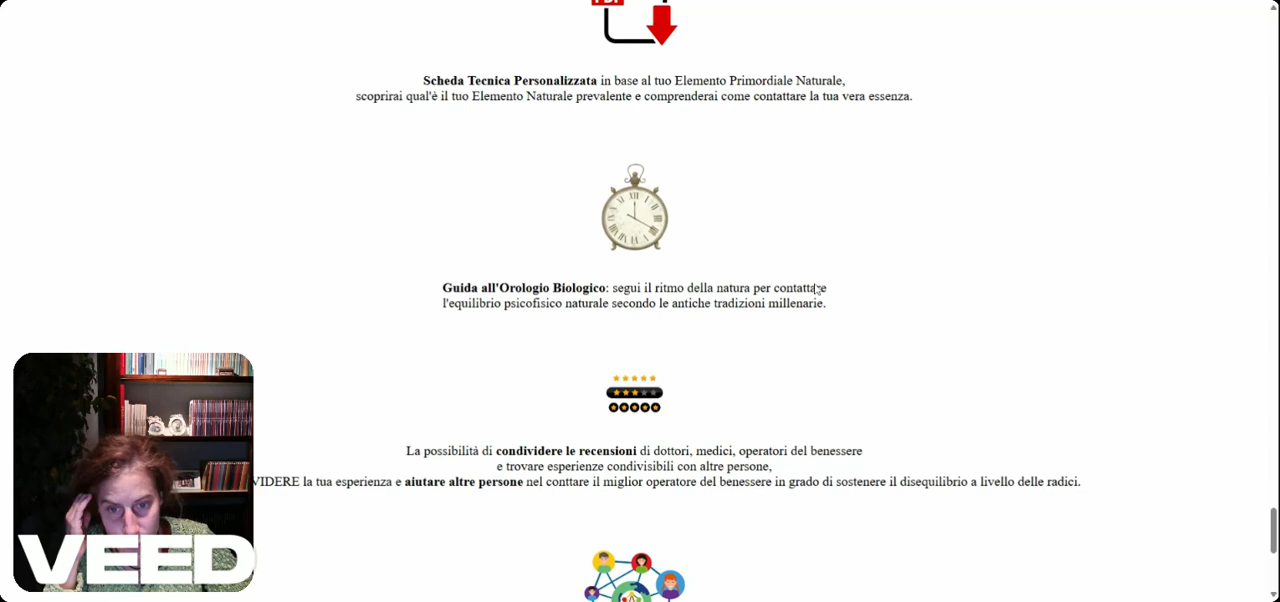 Scheda Tecnica Personalizzata in base al tuo Elemento Primordiale Naturale,
scoprirai qual'è il tuo Elemento Naturale prevalente e comprenderai come contattare la tua vera essenza.
Guida all'Orologio Biologico: segui il ritmo della natura per contattare
l'equilibrio psicofisico naturale secondo le antiche tradizioni millenarie.
La possibilità di condividere le recensioni di dottori, medici, operatori del benessere
e trovare esperienze condivisibili con altre persone,
VIDERE la tua esperienza e aiutare altre persone nel conttare il miglior operatore del benessere in grado di sostenere il disequilibrio a livello delle radici.
VEED